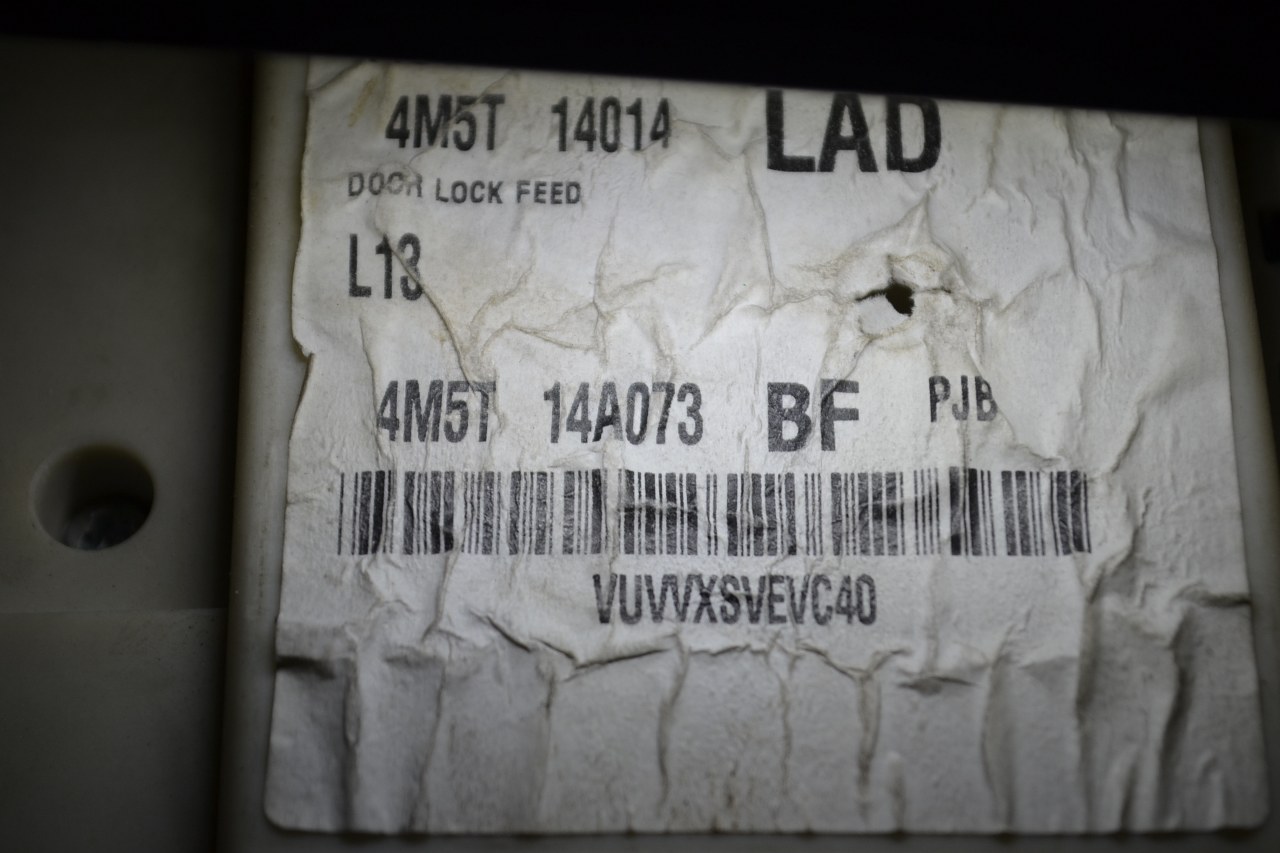 4M5T 14014 LAD
DOOR LOCK FEED
L13
4M5T 14A073 BF PJB
VUVVXSVEVC40